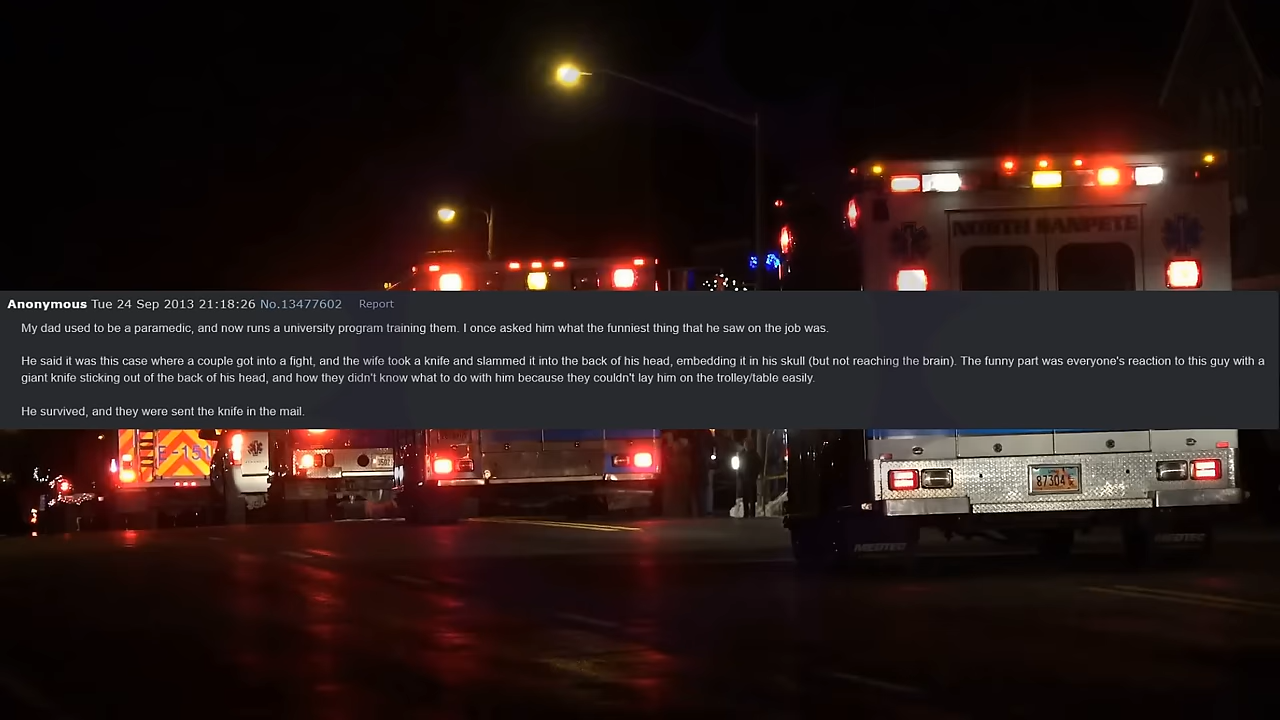 NORTH SANPETE
Anonymous Tue 24 Sep 2013 21:18:26 No.13477602 Report
My dad used to be a paramedic, and now runs a university program training them. I once asked him what the funniest thing that he saw on the job was.
He said it was this case where a couple got into a fight, and the wife took a knife and slammed it into the back of his head, embedding it in his skull (but not reaching the brain). The funny part was everyone's reaction to this guy with a
giant knife sticking out of the back of his head, and how they didn't know what to do with him because they couldn't lay him on the trolley/table easily.
He survived, and they were sent the knife in the mail.
E-151
87304
MEDTEC
MEDTEC